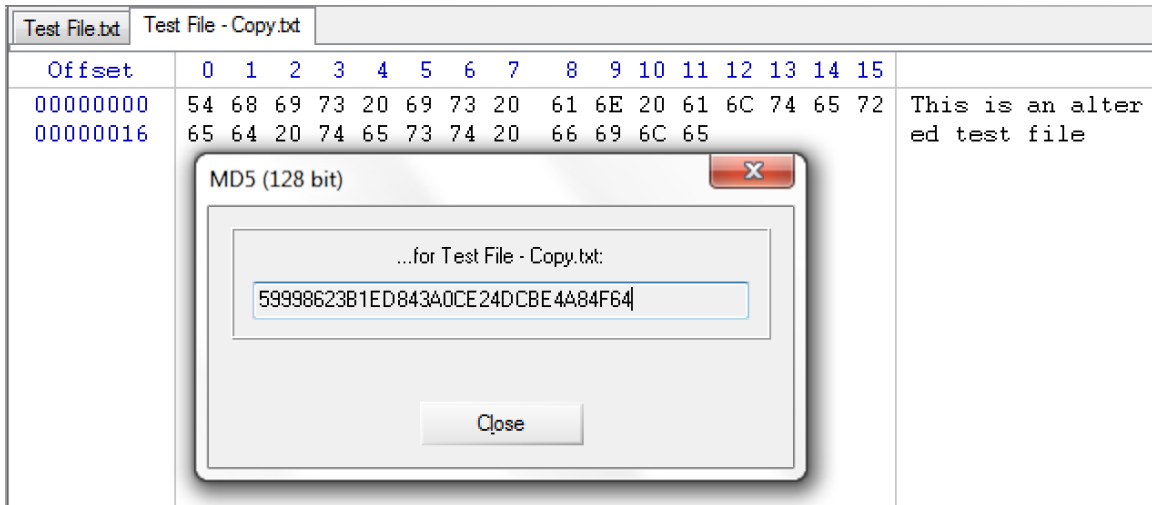 Test File.txt Test File - Copy.txt
Offset 0 1 2 3 4 5 6 7 8 9 10 11 12 13 14 15
00000000 54 68 69 73 20 69 73 20 61 6E 20 61 6C 74 65 72 This is an alter
00000016 65 64 20 74 65 73 74 20 66 69 6C 65 ed test file
MD5 (128 bit)
...for Test File - Copy.txt:
59998623B1ED843A0CE24DCBE4A84F64
Close